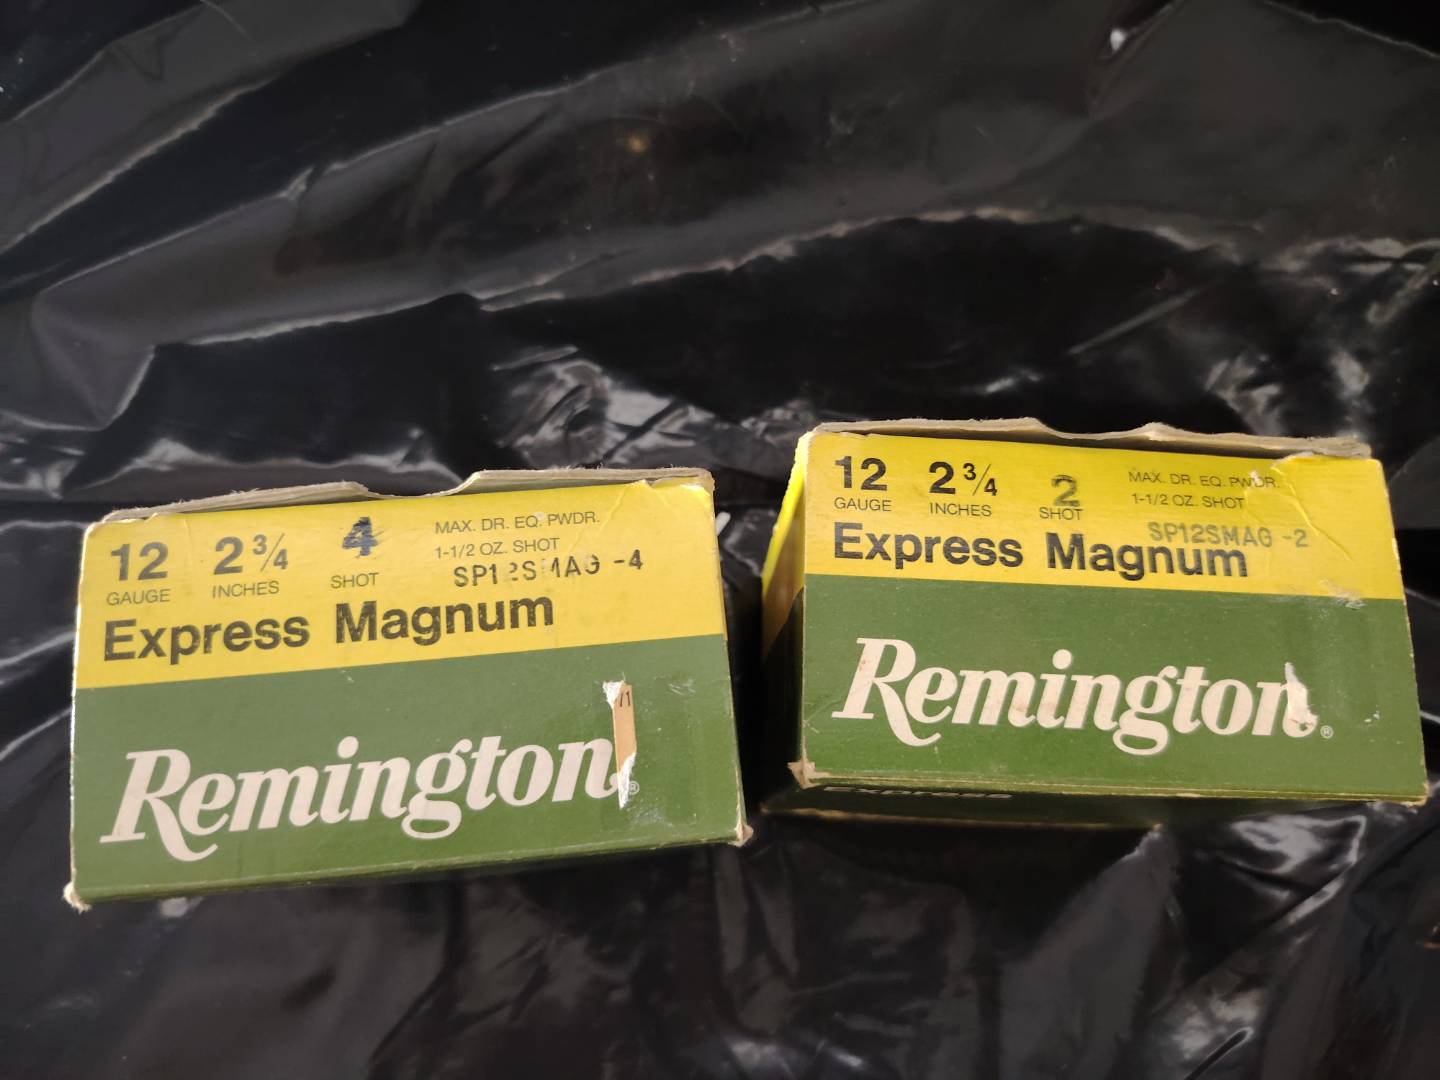 12 2 3/4 4 MAX. DR. EQ. PWDR.
GAUGE INCHES SHOT 1-1/2 OZ. SHOT
SP12SMAG -4
Express Magnum
/1
Remington®
12 2 3/4 2 MAX. DR. EQ. PWDR.
GAUGE INCHES SHOT 1-1/2 OZ. SHOT
SP12SMAG -2
Express Magnum
Remington®